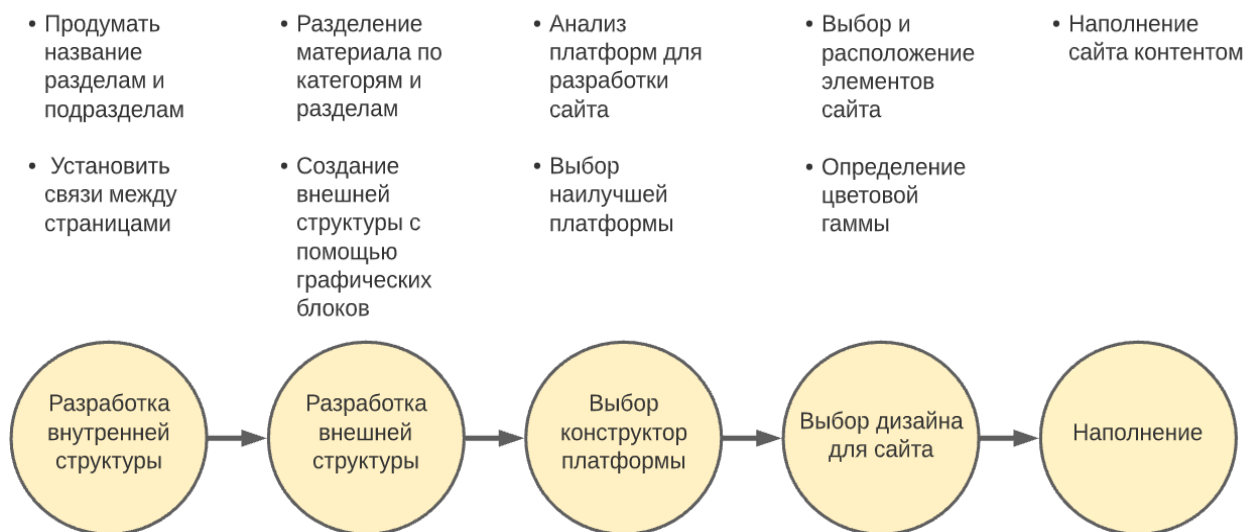 • Продумать
название
разделам и
подразделам
• Установить
связи между
страницами
• Разделение
материала по
категорям и
разделам
• Создание
внешней
структуры с
помощью
графических
блоков
• Анализ
платформ для
разработки
сайта
• Выбор
наилучшей
платформы
• Выбор и
расположение
элементов
сайта
• Определение
цветовой
гаммы
• Наполнение
сайта контентом
Разработка
внутренней
структуры
Разработка
внешней
структуры
Выбор
конструктор
платформы
Выбор дизайна
для сайта
Наполнение